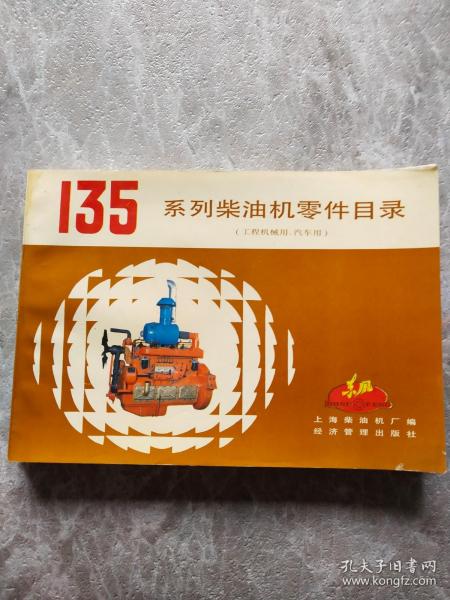 135 系列柴油机零件目录
(工程机械用、汽车用)
东风
上海柴油机厂编
经济管理出版社
孔夫子旧书网
www.kongfz.com